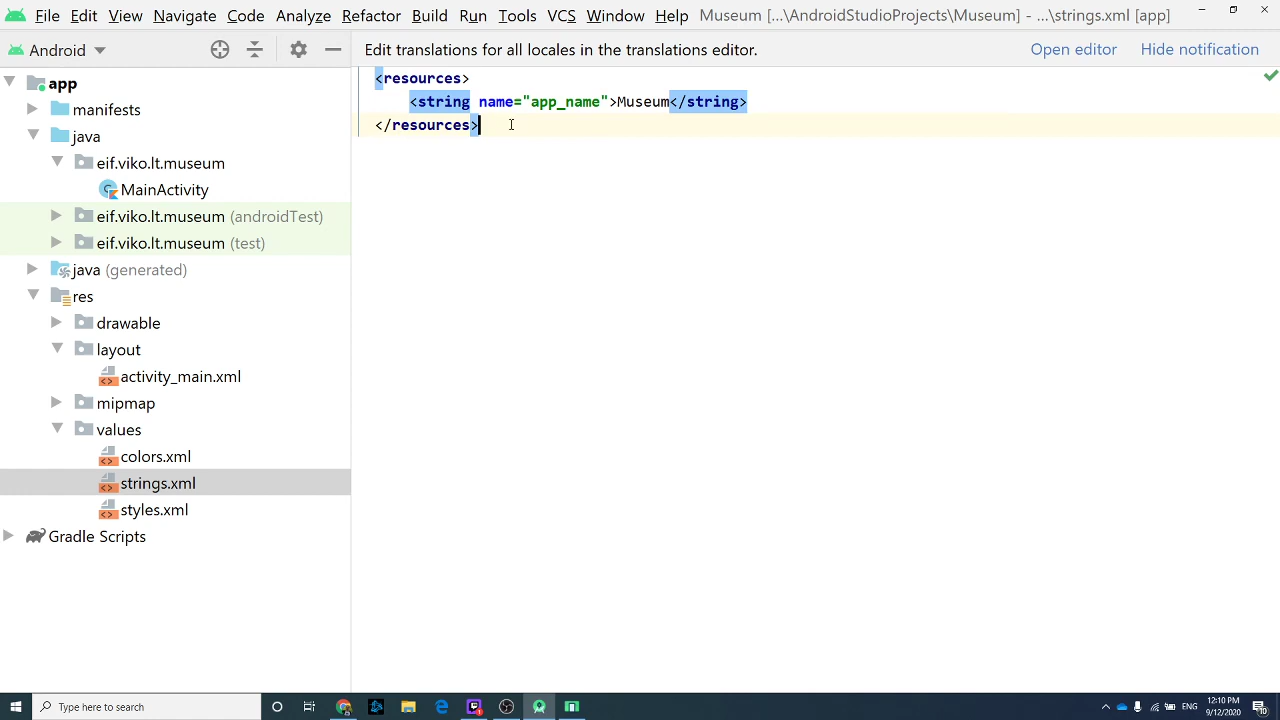 File Edit View Navigate Code Analyze Refactor Build Run Tools VCS Window Help Museum [...\AndroidStudioProjects\Museum] - ...\strings.xml [app]
Android
Edit translations for all locales in the translations editor. Open editor Hide notification
app
manifests
java
eif.viko.lt.museum
MainActivity
eif.viko.lt.museum (androidTest)
eif.viko.lt.museum (test)
java (generated)
res
drawable
layout
activity_main.xml
mipmap
values
colors.xml
strings.xml
styles.xml
Gradle Scripts
<resources>
<string name="app_name">Museum</string>
</resources>
Type here to search
ENG
12:10 PM
9/12/2020